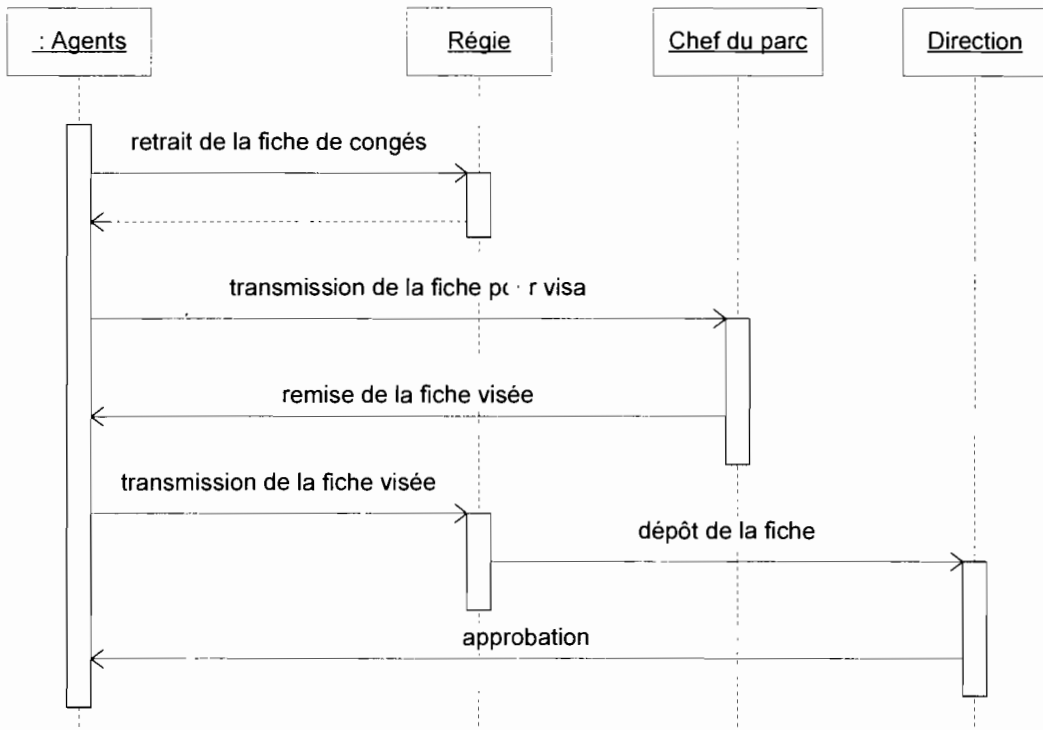 : Agents
Régie
Chef du parc
Direction
retrait de la fiche de congés
transmission de la fiche pour visa
remise de la fiche visée
transmission de la fiche visée
dépôt de la fiche
approbation